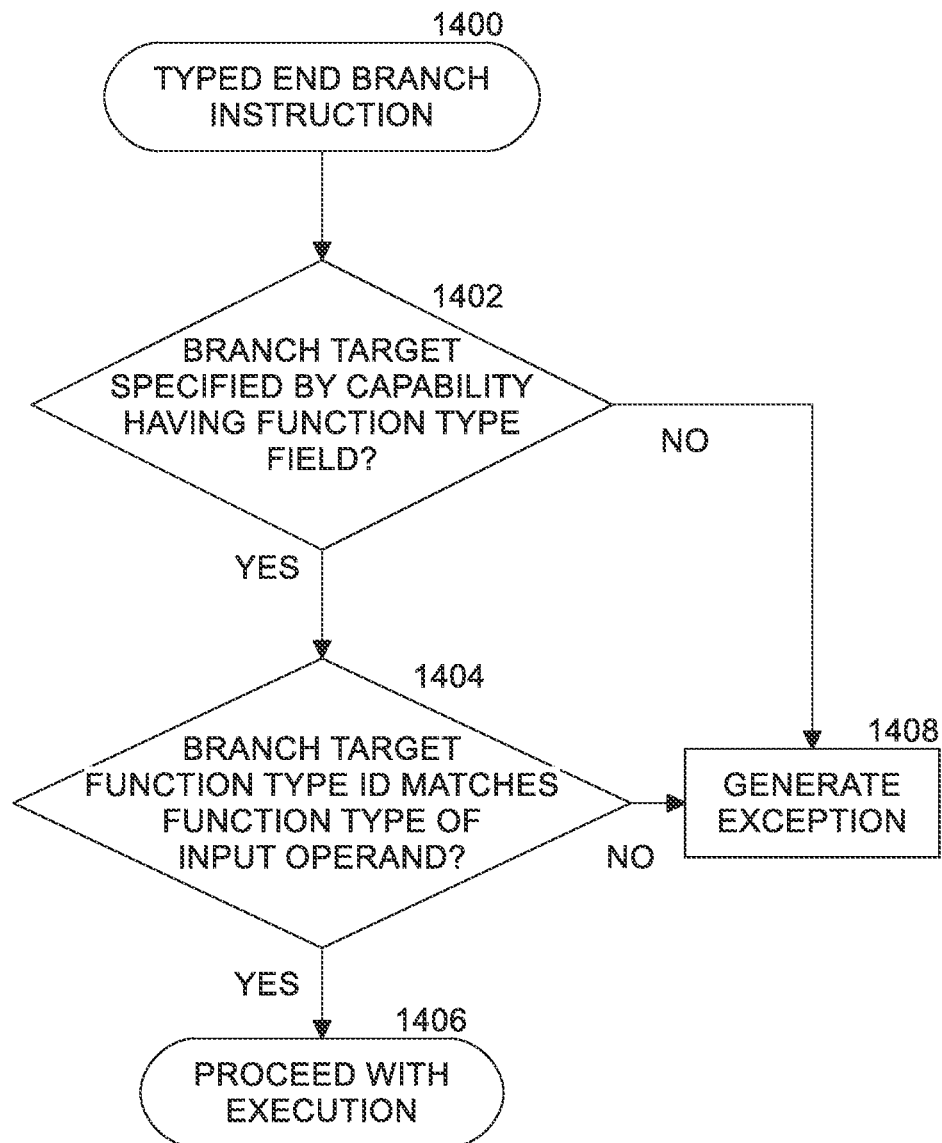 1400
TYPED END BRANCH
INSTRUCTION
1402
BRANCH TARGET
SPECIFIED BY CAPABILITY
HAVING FUNCTION TYPE
FIELD?
NO
YES
1404
BRANCH TARGET
FUNCTION TYPE ID MATCHES
FUNCTION TYPE OF
INPUT OPERAND?
NO
1408
GENERATE
EXCEPTION
YES
1406
PROCEED WITH
EXECUTION